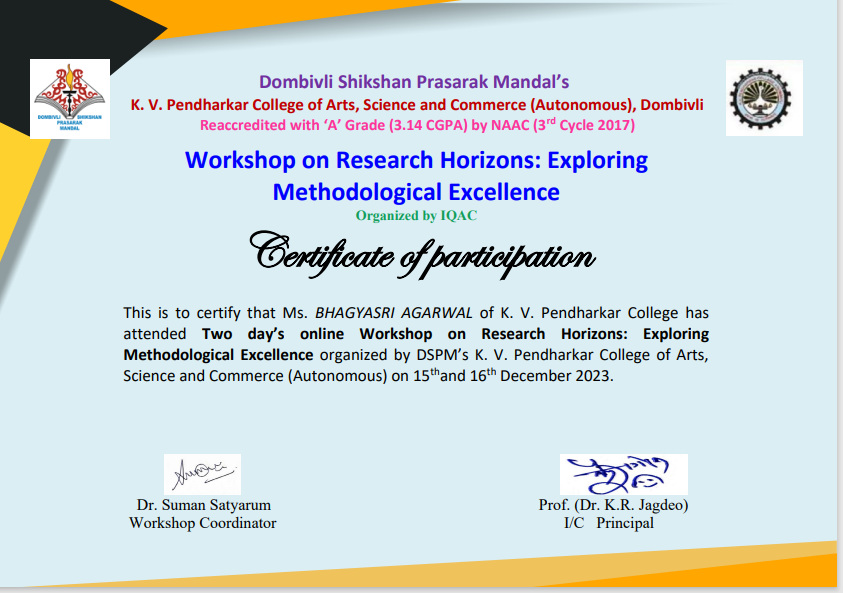 DOMBIVLI SHIKSHAN
PRASARAK
MANDAL
Dombivli Shikshan Prasarak Mandal’s
K. V. Pendharkar College of Arts, Science and Commerce (Autonomous), Dombivli
Reaccredited with ‘A’ Grade (3.14 CGPA) by NAAC (3rd Cycle 2017)
Workshop on Research Horizons: Exploring
Methodological Excellence
Organized by IQAC
Certificate of participation
This is to certify that Ms. BHAGYASRI AGARWAL of K. V. Pendharkar College has
attended Two day’s online Workshop on Research Horizons: Exploring
Methodological Excellence organized by DSPM’s K. V. Pendharkar College of Arts,
Science and Commerce (Autonomous) on 15thand 16th December 2023.
Dr. Suman Satyarum
Workshop Coordinator
Prof. (Dr. K.R. Jagdeo)
I/C Principal